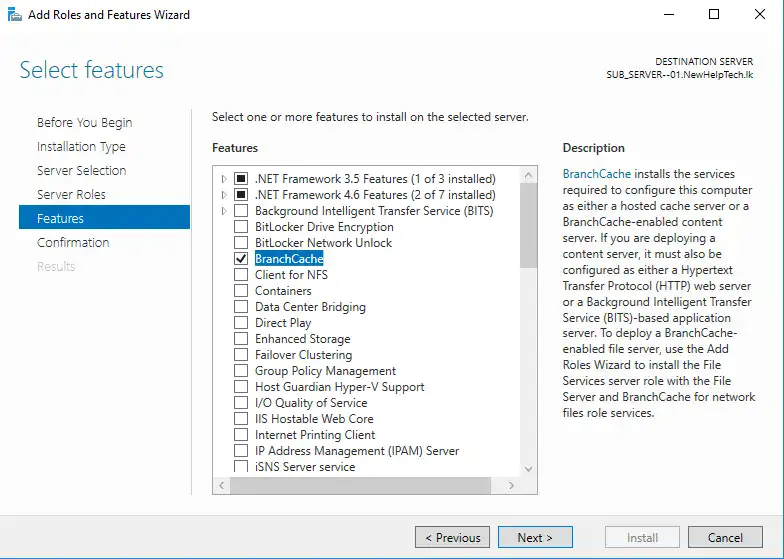 Add Roles and Features Wizard
Select features
DESTINATION SERVER
SUB_SERVER--01.NewHelpTech.lk
Before You Begin
Installation Type
Server Selection
Server Roles
Features
Confirmation
Results
Select one or more features to install on the selected server.
Features
.NET Framework 3.5 Features (1 of 3 installed)
.NET Framework 4.6 Features (2 of 7 installed)
Background Intelligent Transfer Service (BITS)
BitLocker Drive Encryption
BitLocker Network Unlock
BranchCache
Client for NFS
Containers
Data Center Bridging
Direct Play
Enhanced Storage
Failover Clustering
Group Policy Management
Host Guardian Hyper-V Support
I/O Quality of Service
IIS Hostable Web Core
Internet Printing Client
IP Address Management (IPAM) Server
iSNS Server service
Description
BranchCache installs the services
required to configure this computer
as either a hosted cache server or a
BranchCache-enabled content
server. If you are deploying a
content server, it must also be
configured as either a Hypertext
Transfer Protocol (HTTP) web server
or a Background Intelligent Transfer
Service (BITS)-based application
server. To deploy a BranchCache-
enabled file server, use the Add
Roles Wizard to install the File
Services server role with the File
Server and BranchCache for network
files role services.
< Previous
Next >
Install
Cancel